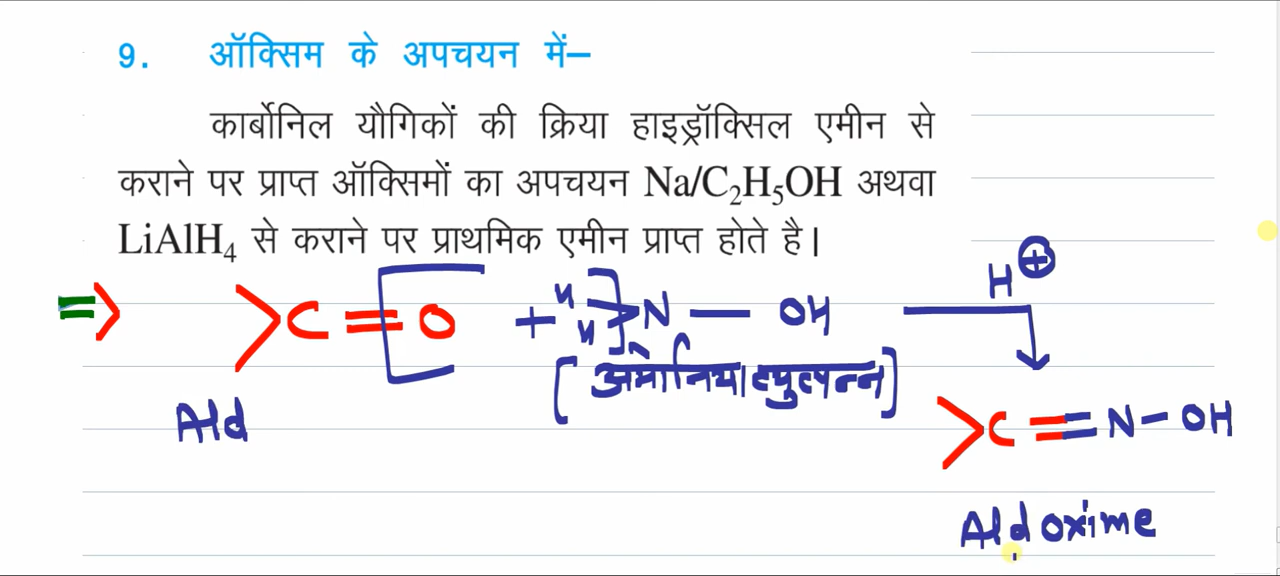 9. ऑक्सिम के अपचयन में–
कार्बोनिल यौगिकों की क्रिया हाइड्रॉक्सिल एमीन से
कराने पर प्राप्त ऑक्सिमों का अपचयन Na/C₂H₅OH अथवा
LiAlH₄ से कराने पर प्राथमिक एमीन प्राप्त होते है।
⇒ >C=O + H H >N — OH H⊕
[अमोनिया व्युत्पन्न]
Ald >C=N-OH
Aldoxime